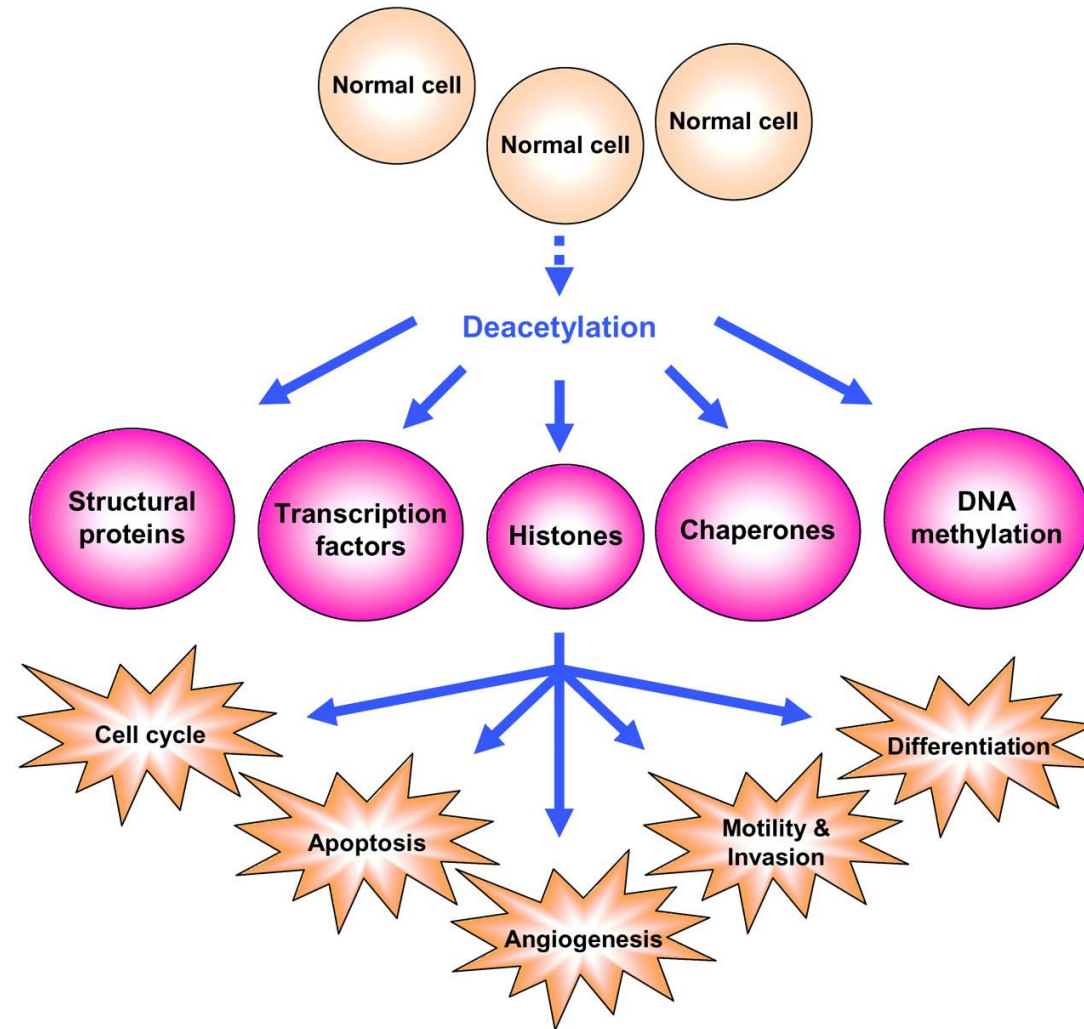 Normal cell
Normal cell
Normal cell
Deacetylation
Structural
proteins
Transcription
factors
Histones
Chaperones
DNA
methylation
Cell cycle
Apoptosis
Angiogenesis
Motility &
Invasion
Differentiation